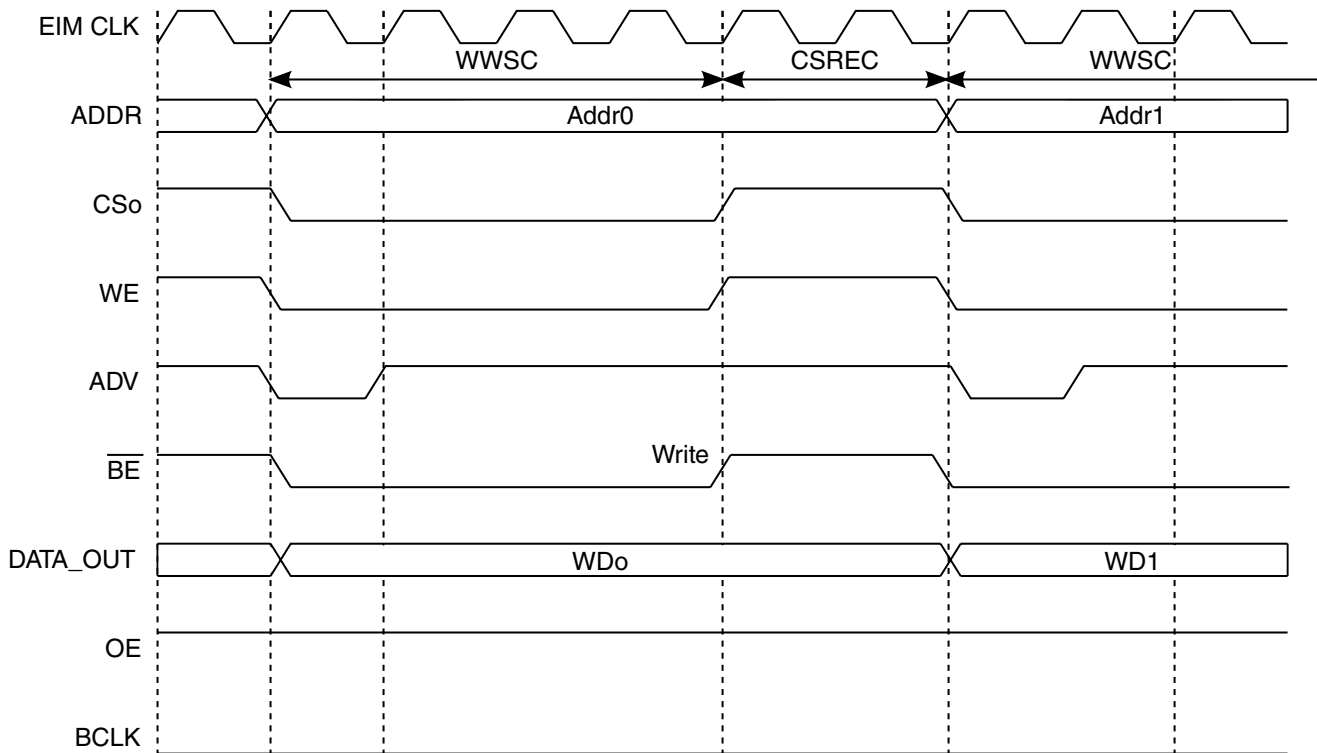 EIM CLK
WWSC CSREC WWSC
ADDR Addr0 Addr1
CSo
WE
ADV
BE Write
DATA_OUT WDo WD1
OE
BCLK